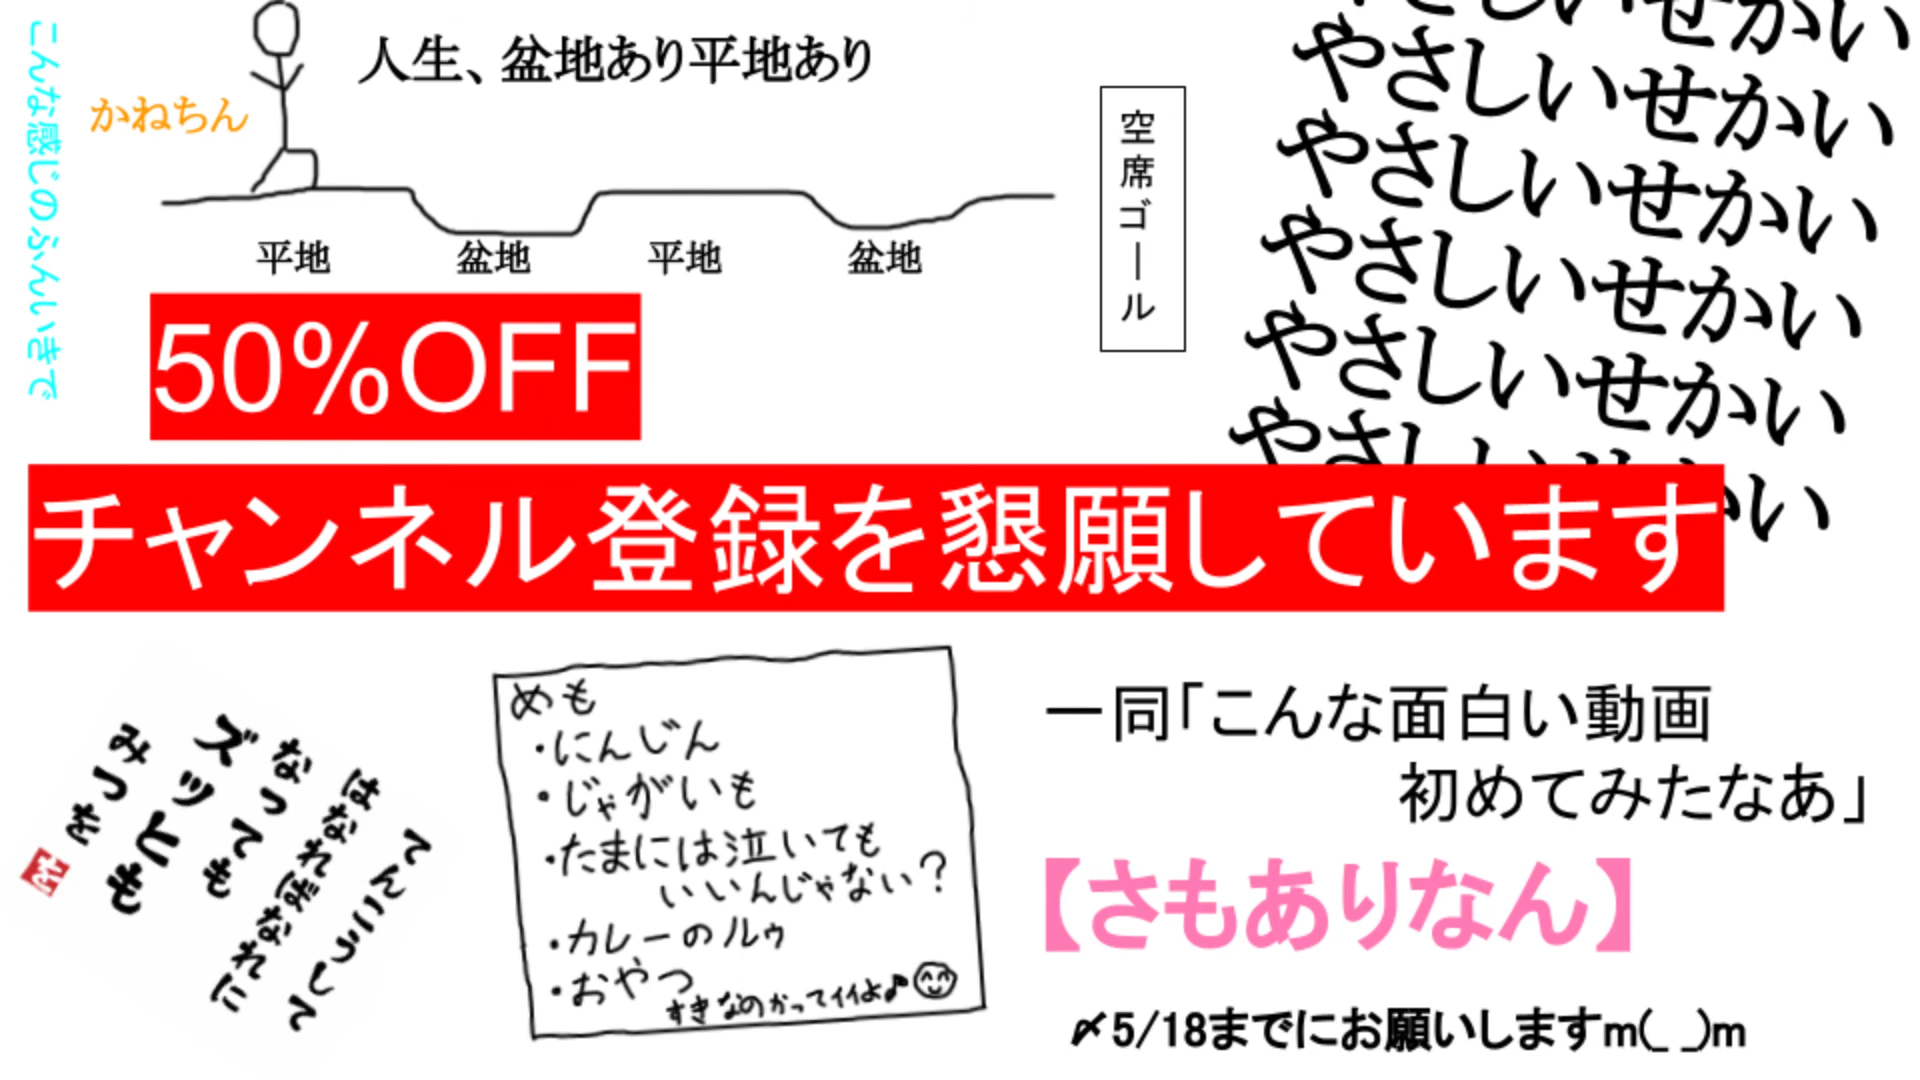 こんな感じのふんいきで
かねちん
人生、盆地あり平地あり
平地 盆地 平地 盆地
空席ゴール
やさしいせかい
やさしいせかい
やさしいせかい
やさしいせかい
やさしいせかい
やさしいせかい
50%OFF
チャンネル登録を懇願しています
てんこうして
はなればなれに
なっても
ズッとも
みつを
めも
・にんじん
・じゃがいも
・たまには泣いても
いいんじゃない?
・カレーのルゥ
・おやつ
すきなのかってイイよ♪
一同「こんな面白い動画
初めてみたなあ」
【さもありなん】
〆5/18までにお願いしますm(_ _)m